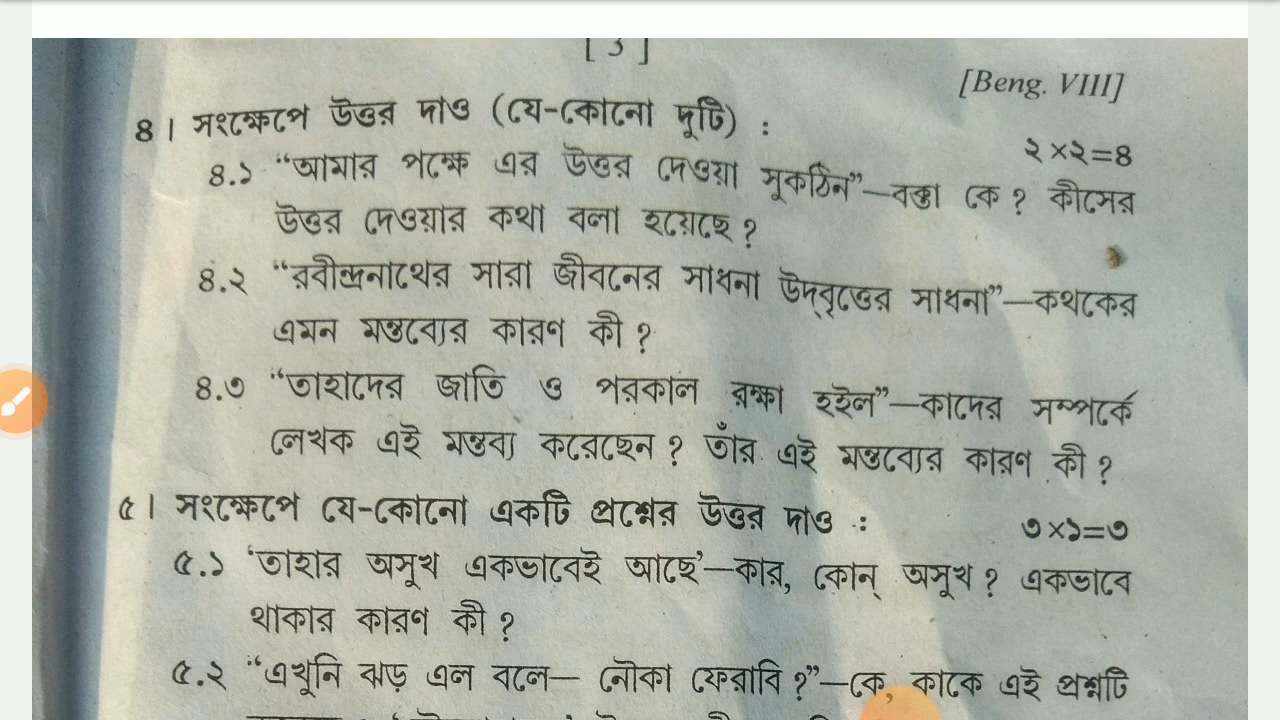 [ 3 ]
[Beng. VIII]
৪। সংক্ষেপে উত্তর দাও (যে-কোনো দুটি) :
২×২=৪
৪.১ “আমার পক্ষে এর উত্তর দেওয়া সুকঠিন”—বক্তা কে ? কীসের
উত্তর দেওয়ার কথা বলা হয়েছে ?
৪.২ “রবীন্দ্রনাথের সারা জীবনের সাধনা উদ্‌বৃত্তের সাধনা”—কথকের
এমন মন্তব্যের কারণ কী ?
৪.৩ “তাহাদের জাতি ও পরকাল রক্ষা হইল”—কাদের সম্পর্কে
লেখক এই মন্তব্য করেছেন ? তাঁর এই মন্তব্যের কারণ কী ?
৫। সংক্ষেপে যে-কোনো একটি প্রশ্নের উত্তর দাও :
৩×১=৩
৫.১ ‘তাহার অসুখ একভাবেই আছে’—কার, কোন্ অসুখ ? একভাবে
থাকার কারণ কী ?
৫.২ “এখুনি ঝড় এল বলে— নৌকা ফেরাবি ?”—কে, কাকে এই প্রশ্নটি